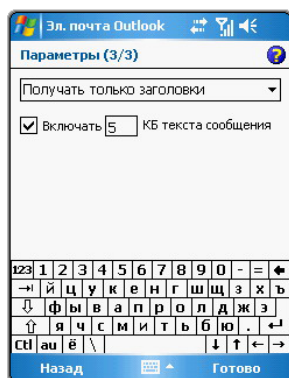 Эл. почта Outlook
Параметры (3/3)
Получать только заголовки
Включать 5 КБ текста сообщения
123 1 2 3 4 5 6 7 8 9 0 - =
й ц у к е н г ш щ з х ъ
ф ы в а п р о л д ж э
я ч с м и т ь б ю .
Ctl au ё \
Назад Готово